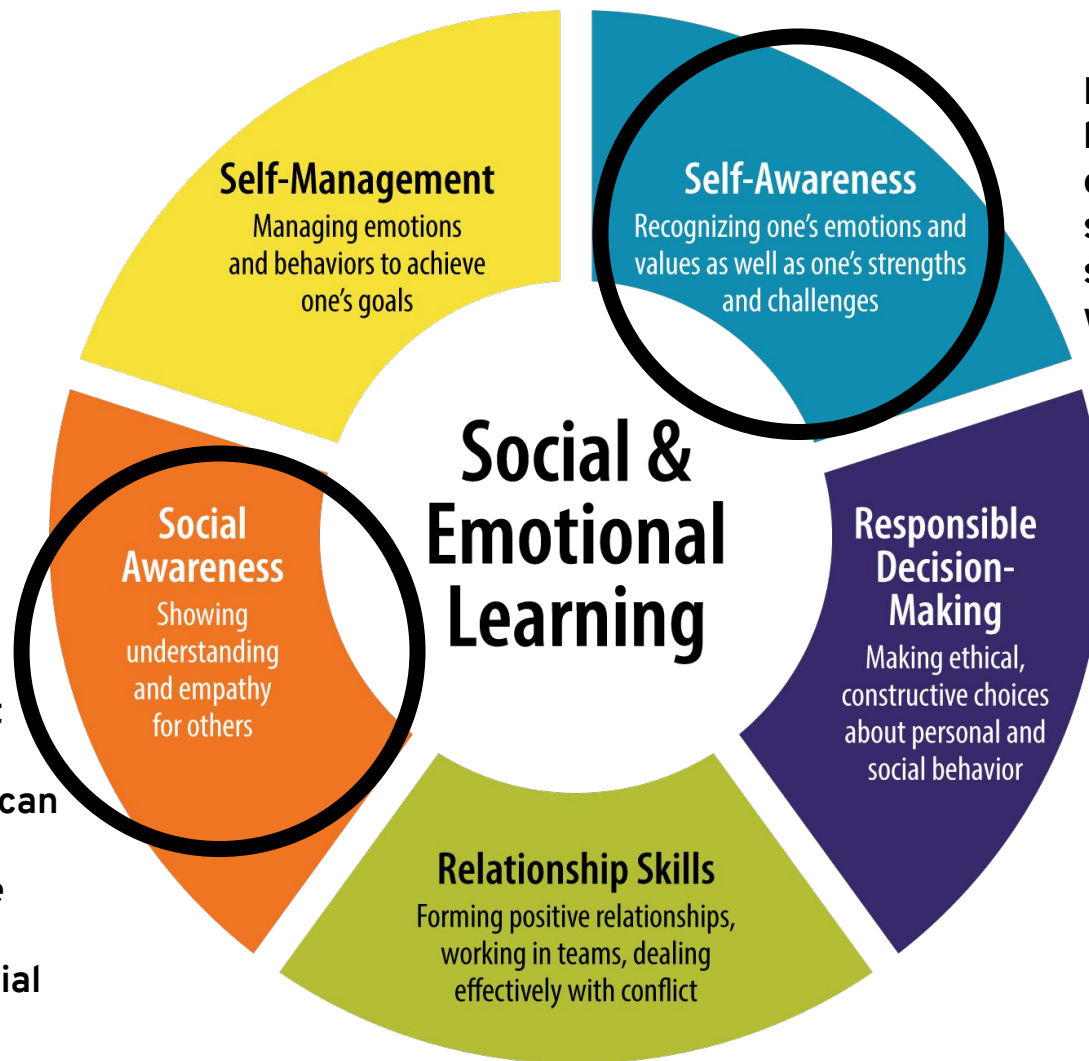 Self-Management
Managing emotions
and behaviors to achieve
one's goals
Self-Awareness
Recognizing one's emotions and
values as well as one's strengths
and challenges
Social &
Emotional
Learning
Social
Awareness
Showing
understanding
and empathy
for others
Responsible
Decision-
Making
Making ethical,
constructive choices
about personal and
social behavior
Relationship Skills
Forming positive relationships,
working in teams, dealing
effectively with conflict
can